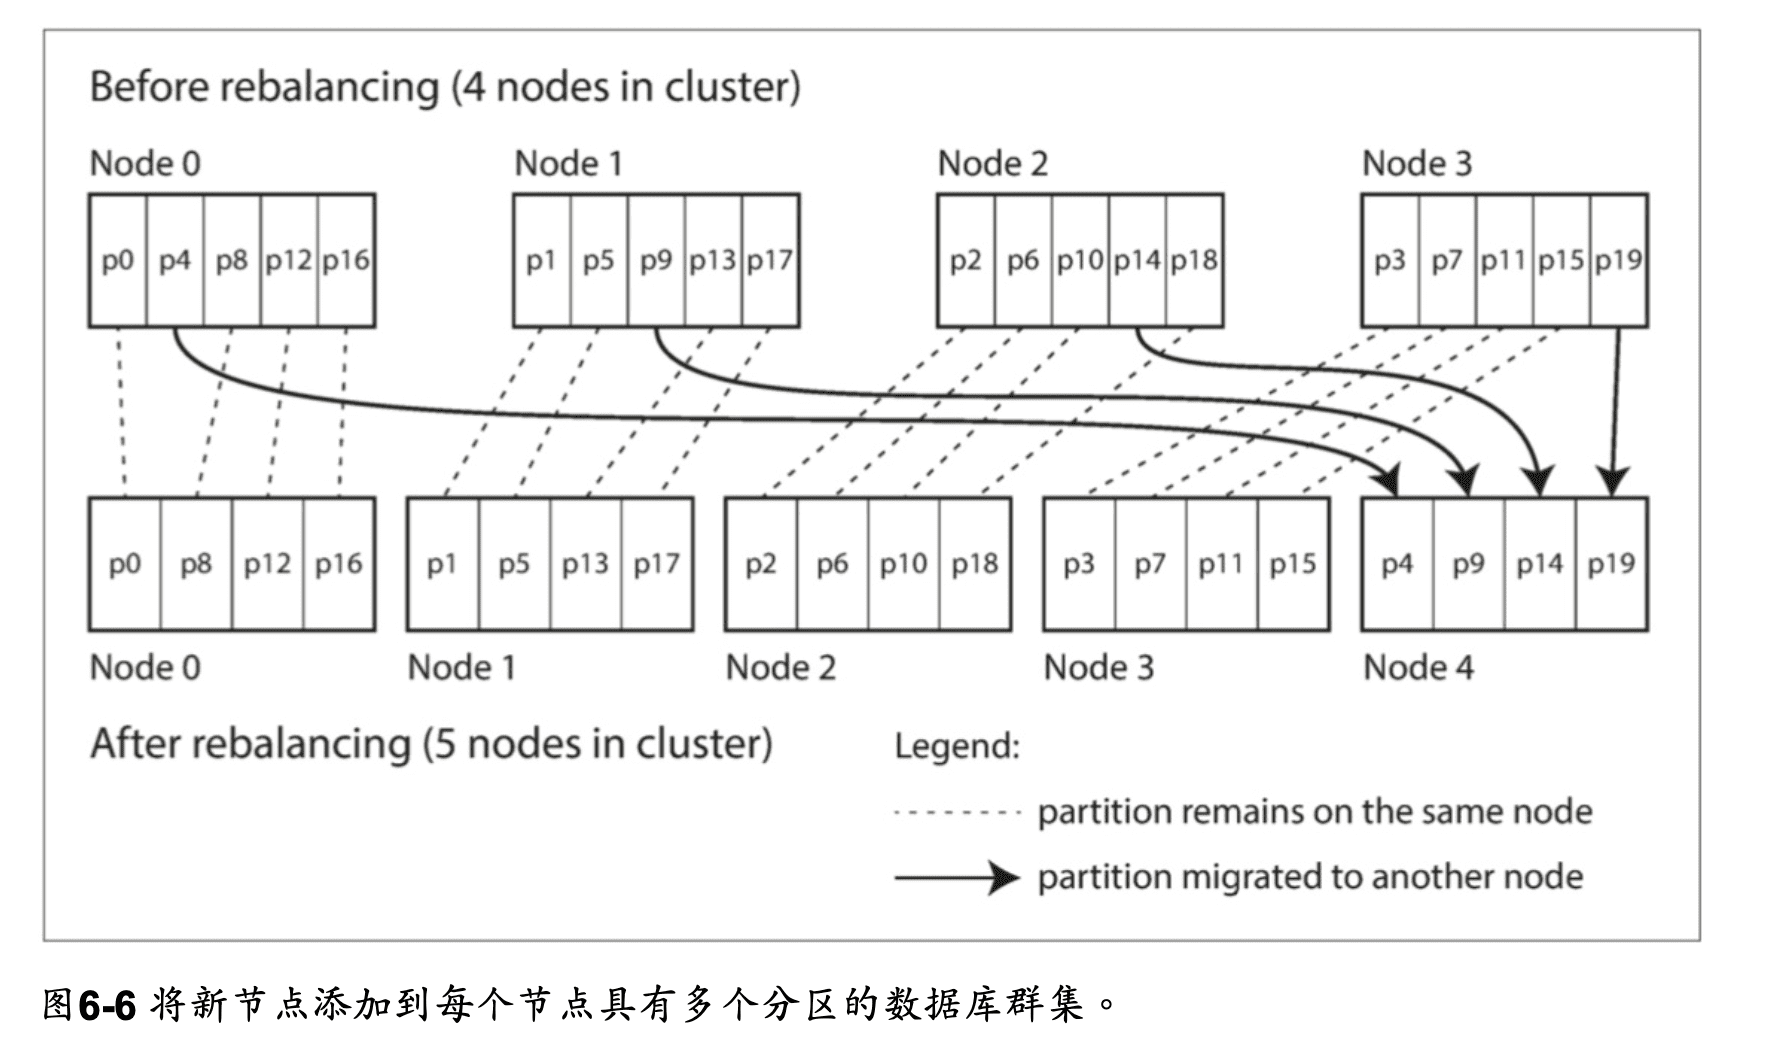 Before rebalancing (4 nodes in cluster)
Node 0 Node 1 Node 2 Node 3
p0 p4 p8 p12 p16 p1 p5 p9 p13 p17 p2 p6 p10 p14 p18 p3 p7 p11 p15 p19
p0 p8 p12 p16 p1 p5 p13 p17 p2 p6 p10 p18 p3 p7 p11 p15 p4 p9 p14 p19
Node 0 Node 1 Node 2 Node 3 Node 4
After rebalancing (5 nodes in cluster)
Legend:
partition remains on the same node
partition migrated to another node
图6-6 将新节点添加到每个节点具有多个分区的数据库群集。